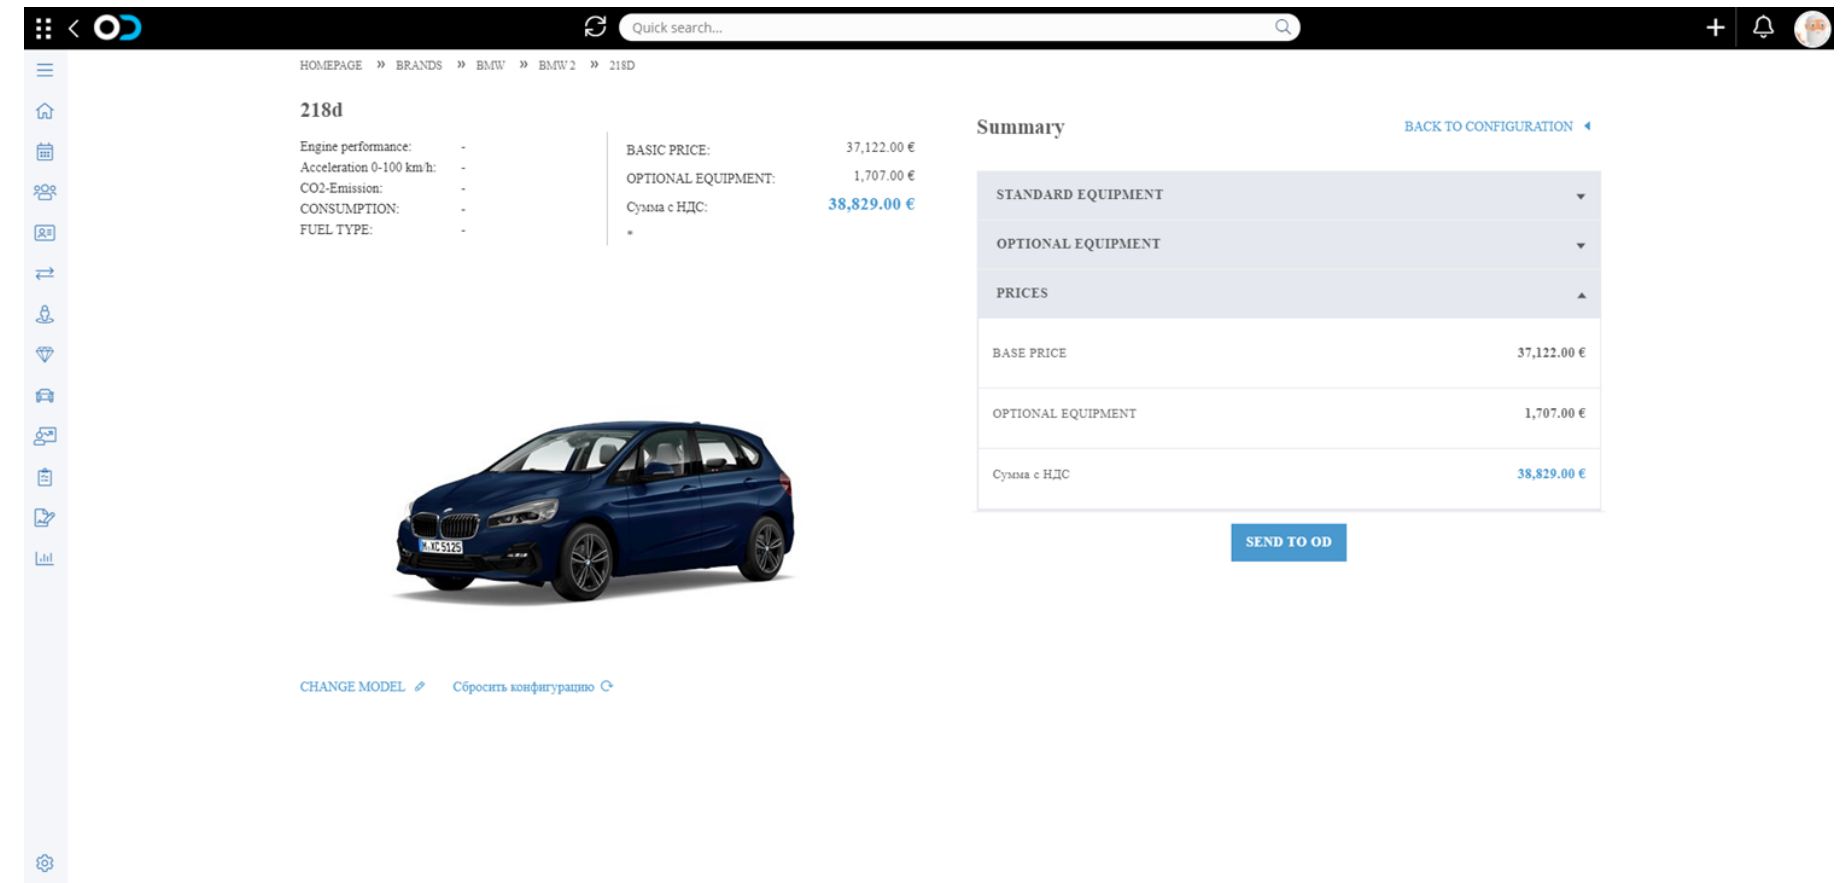 Quick search...
HOMEPAGE » BRANDS » BMW » BMW 2 » 218D
218d
Engine performance: -
Acceleration 0-100 km/h: -
CO2-Emission: -
CONSUMPTION: -
FUEL TYPE: -
BASIC PRICE: 37,122.00 €
OPTIONAL EQUIPMENT: 1,707.00 €
Сумма с НДС: 38,829.00 €
*
M·XC 5125
CHANGE MODEL
Сбросить конфигурацию
Summary
BACK TO CONFIGURATION
STANDARD EQUIPMENT
OPTIONAL EQUIPMENT
PRICES
BASE PRICE 37,122.00 €
OPTIONAL EQUIPMENT 1,707.00 €
Сумма с НДС 38,829.00 €
SEND TO OD